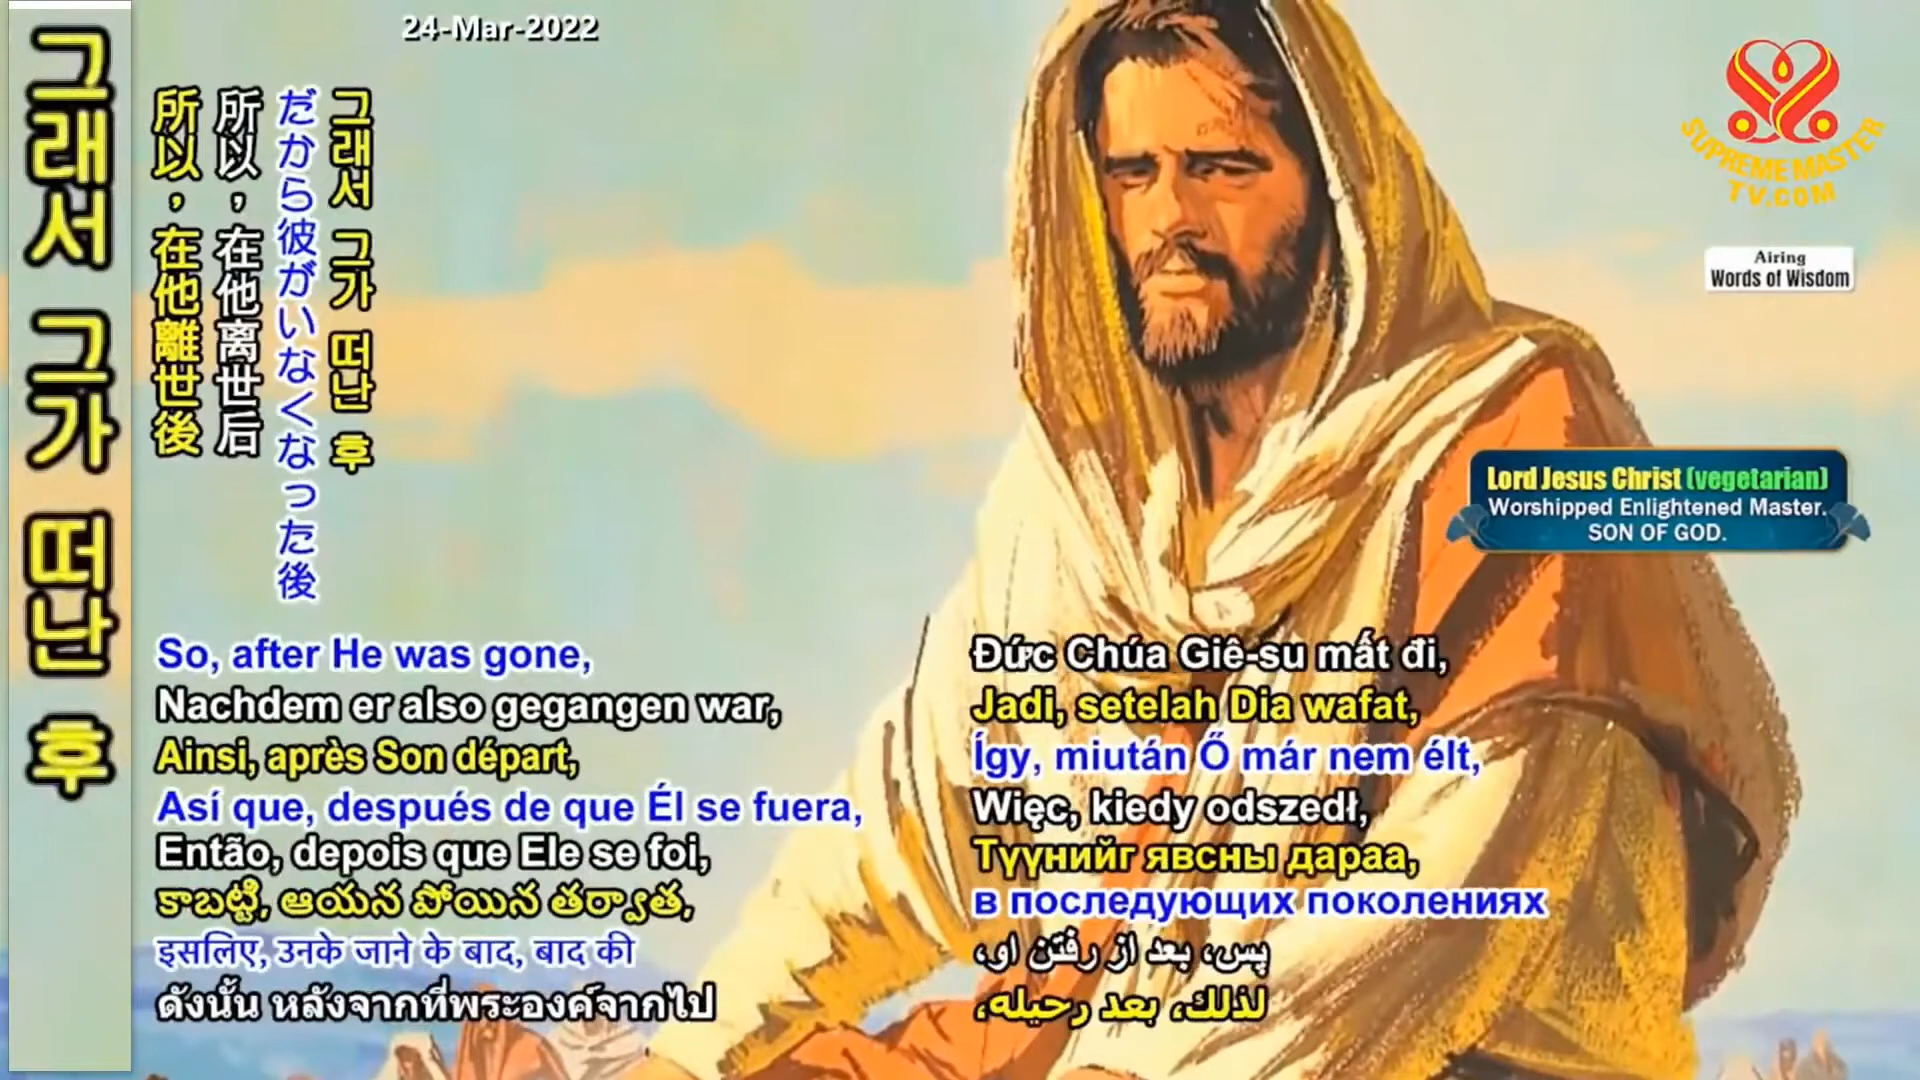 24-Mar-2022
그래서 그가 떠난 후
所以，在他離世後
所以，在他离世后
だから彼がいなくなった後
그래서 그가 떠난 후
SUPREME MASTER
TV.COM
Airing
Words of Wisdom
Lord Jesus Christ (vegetarian)
Worshipped Enlightened Master.
SON OF GOD.
So, after He was gone,
Nachdem er also gegangen war,
Ainsi, après Son départ,
Así que, después de que Él se fuera,
Então, depois que Ele se foi,
కాబట్టి, ఆయన పోయిన తర్వాత,
इसलिए, उनके जाने के बाद, बाद की
ดังนั้น หลังจากที่พระองค์จากไป
Đức Chúa Giê-su mất đi,
Jadi, setelah Dia wafat,
Így, miután Ő már nem élt,
Więc, kiedy odszedł,
Түүнийг явсны дараа,
в последующих поколениях
پس، بعد از رفتن او،
لذلك، بعد رحيله،